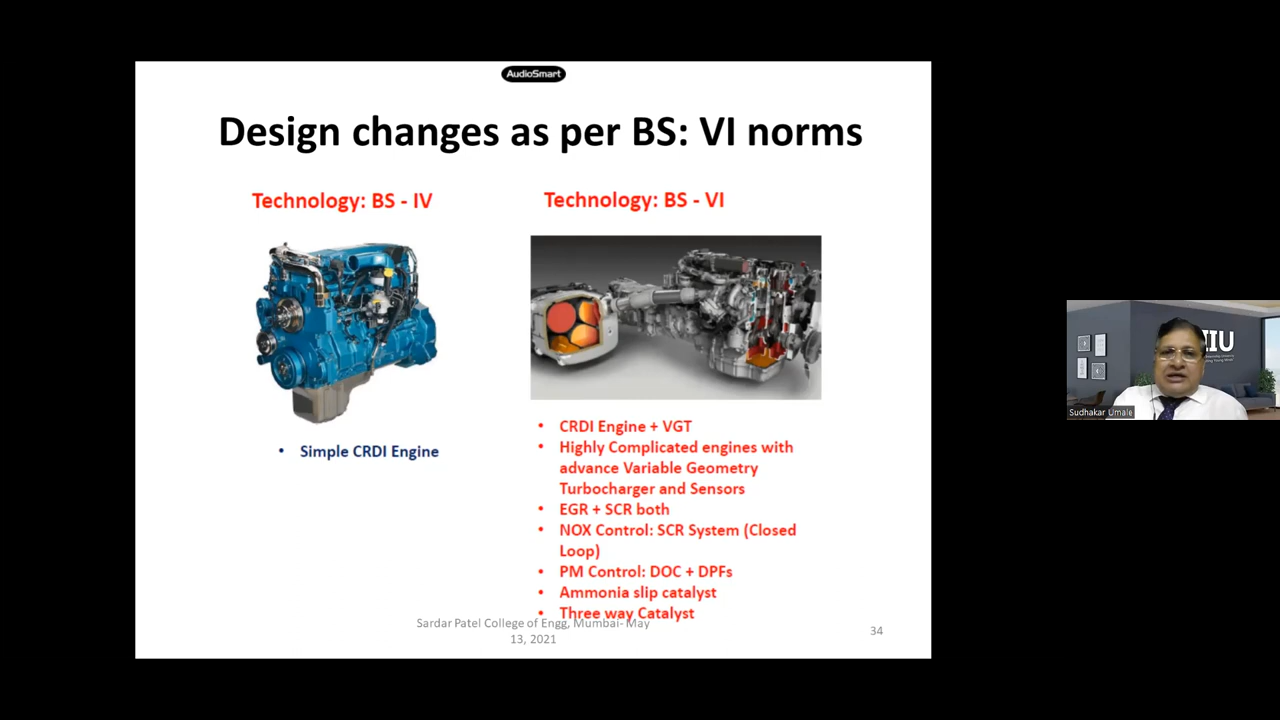 AudioSmart
Design changes as per BS: VI norms
Technology: BS - IV
Technology: BS - VI
• Simple CRDI Engine
• CRDI Engine + VGT
• Highly Complicated engines with
advance Variable Geometry
Turbocharger and Sensors
• EGR + SCR both
• NOX Control: SCR System (Closed
Loop)
• PM Control: DOC + DPFs
• Ammonia slip catalyst
• Three way Catalyst
Sardar Patel College of Engg, Mumbai- May
13, 2021
34
IIU
Sudhakar Umale